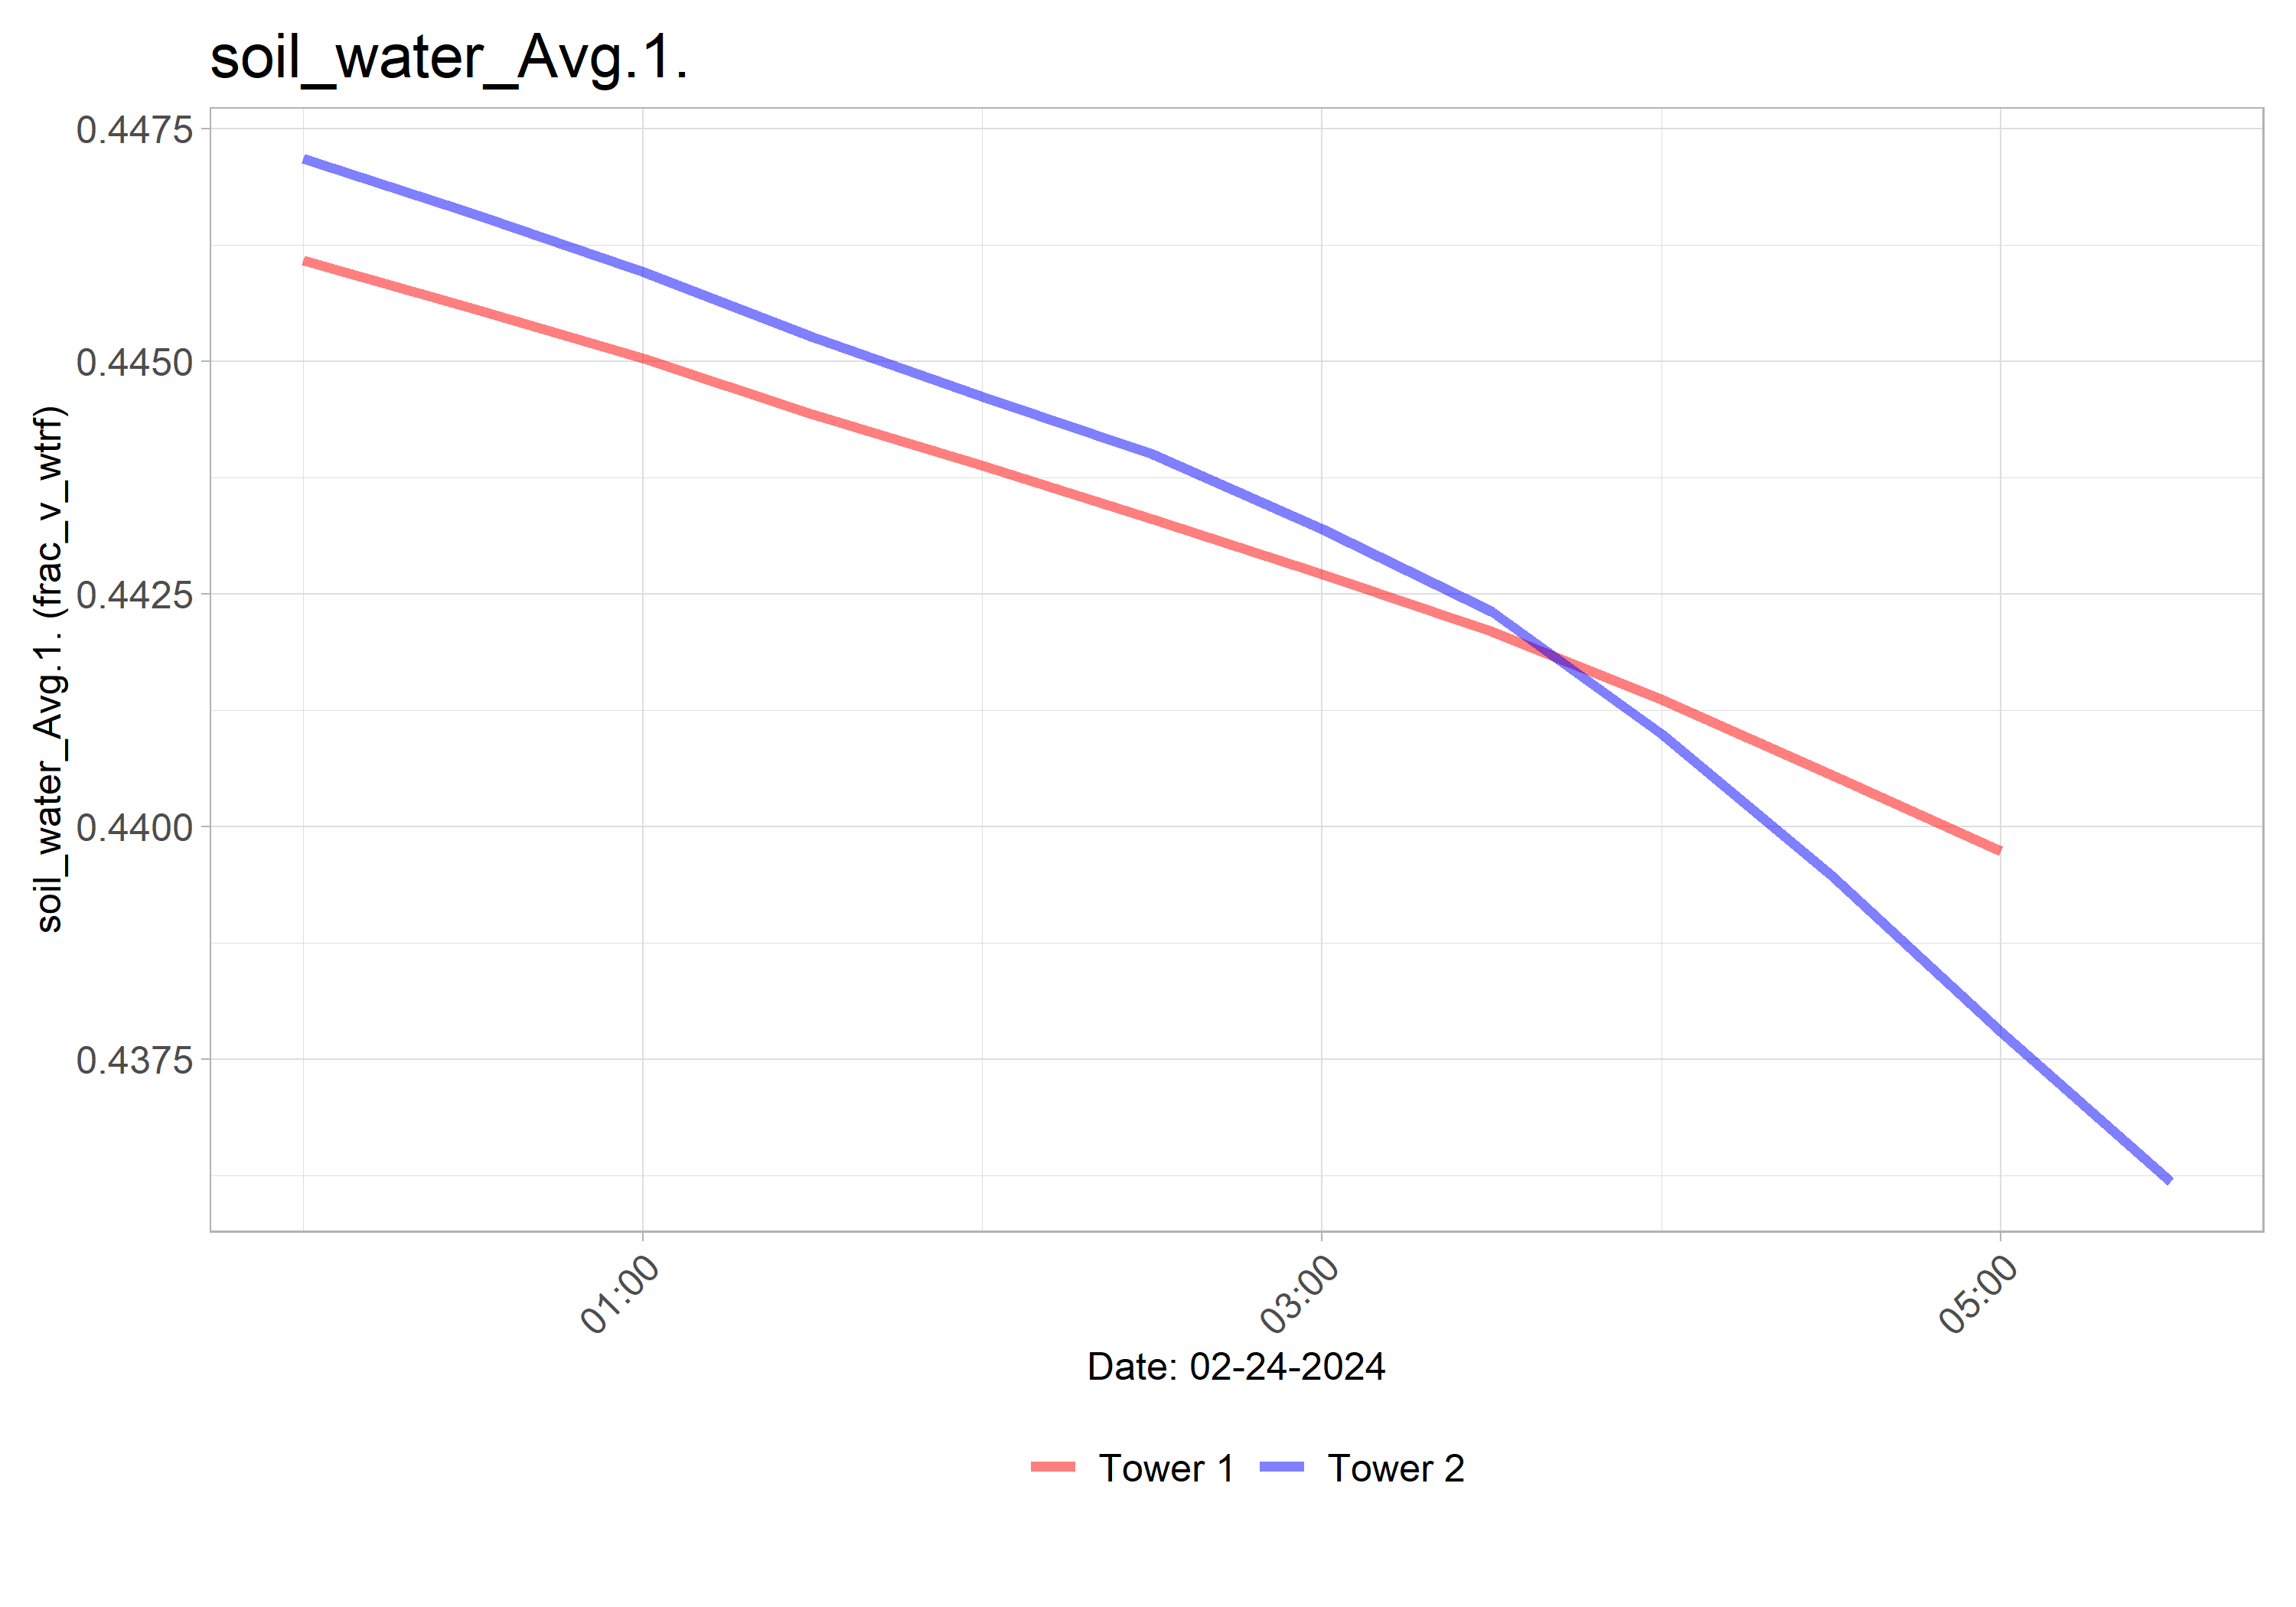 soil_water_Avg.1.
0.4475
0.4450
0.4425
0.4400
0.4375
soil_water_Avg.1. (frac_v_wtrf)
01:00
03:00
05:00
Date: 02-24-2024
Tower 1
Tower 2